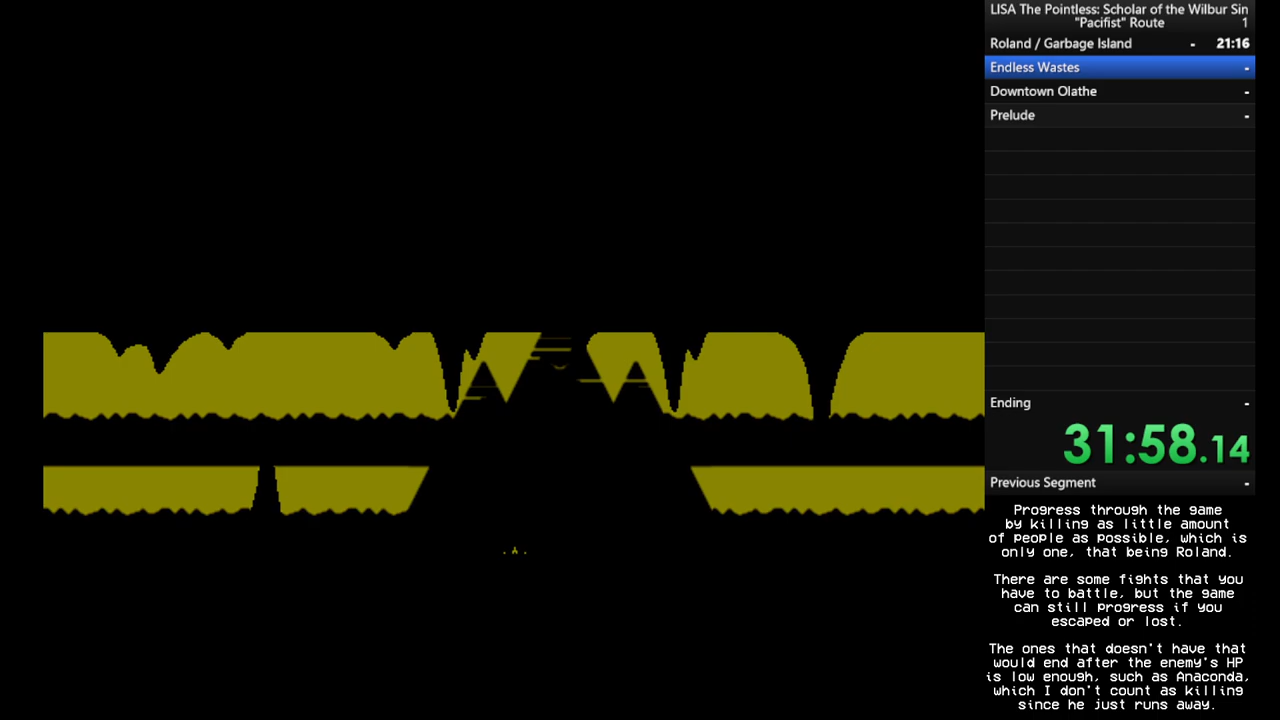 LISA The Pointless: Scholar of the Wilbur Sin
"Pacifist" Route 1
Roland / Garbage Island - 21:16
Endless Wastes -
Downtown Olathe -
Prelude -
Ending -
31:58.14
Previous Segment -
Progress through the game
by killing as little amount
of people as possible, which is
only one, that being Roland.
There are some fights that you
have to battle, but the game
can still progress if you
escaped or lost.
The ones that doesn't have that
would end after the enemy's HP
is low enough, such as Anaconda,
which I don't count as killing
since he just runs away.